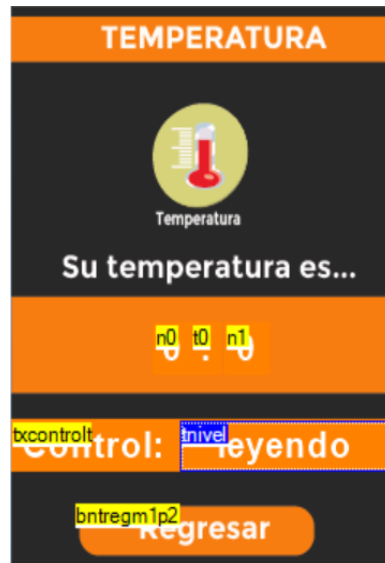 TEMPERATURA
Temperatura
Su temperatura es...
n0 t0 n1
0 . 0
txcontrolt tnivel
Control: leyendo
bntregm1p2
Regresar